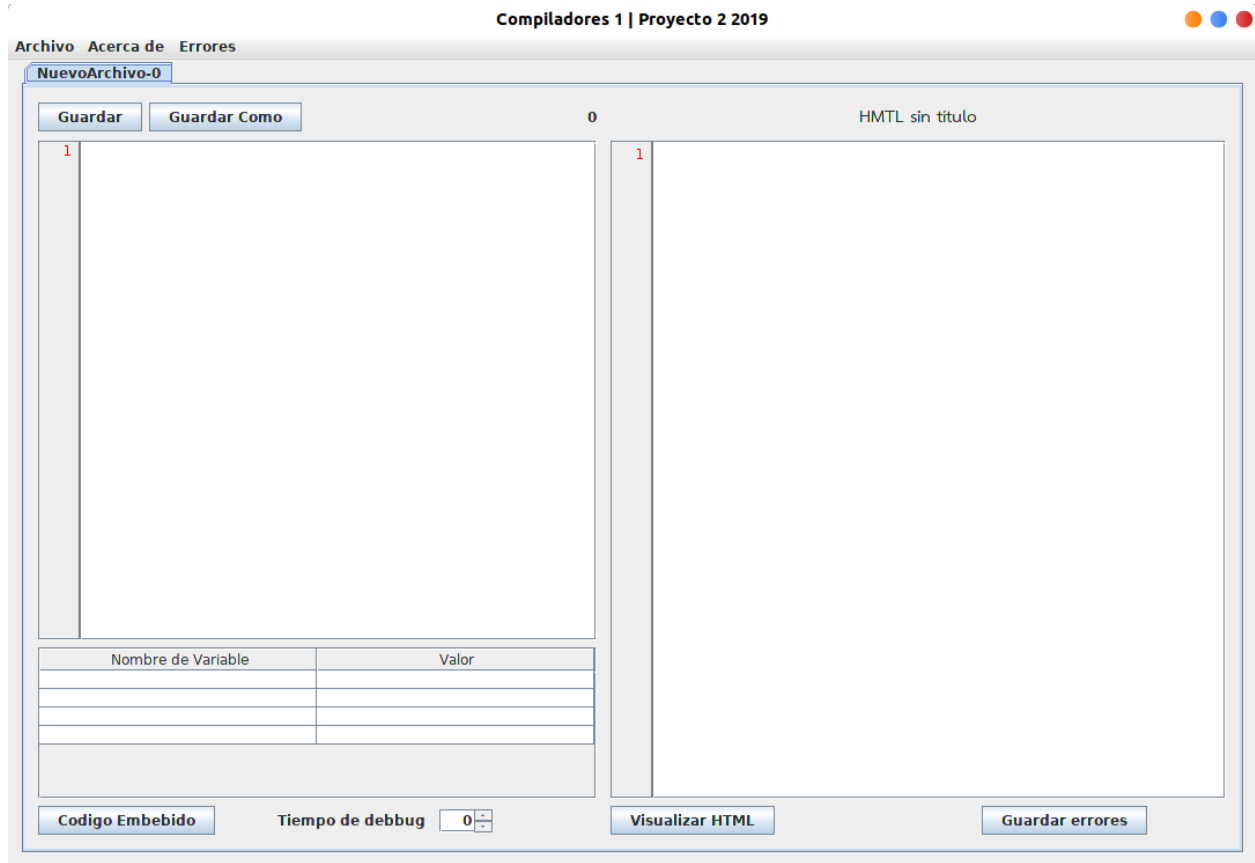 Compiladores 1 | Proyecto 2 2019
Archivo Acerca de Errores
NuevoArchivo-0
Guardar Guardar Como 0 HMTL sin título
1 1
Nombre de Variable Valor
Codigo Embebido Tiempo de debbug 0 Visualizar HTML Guardar errores